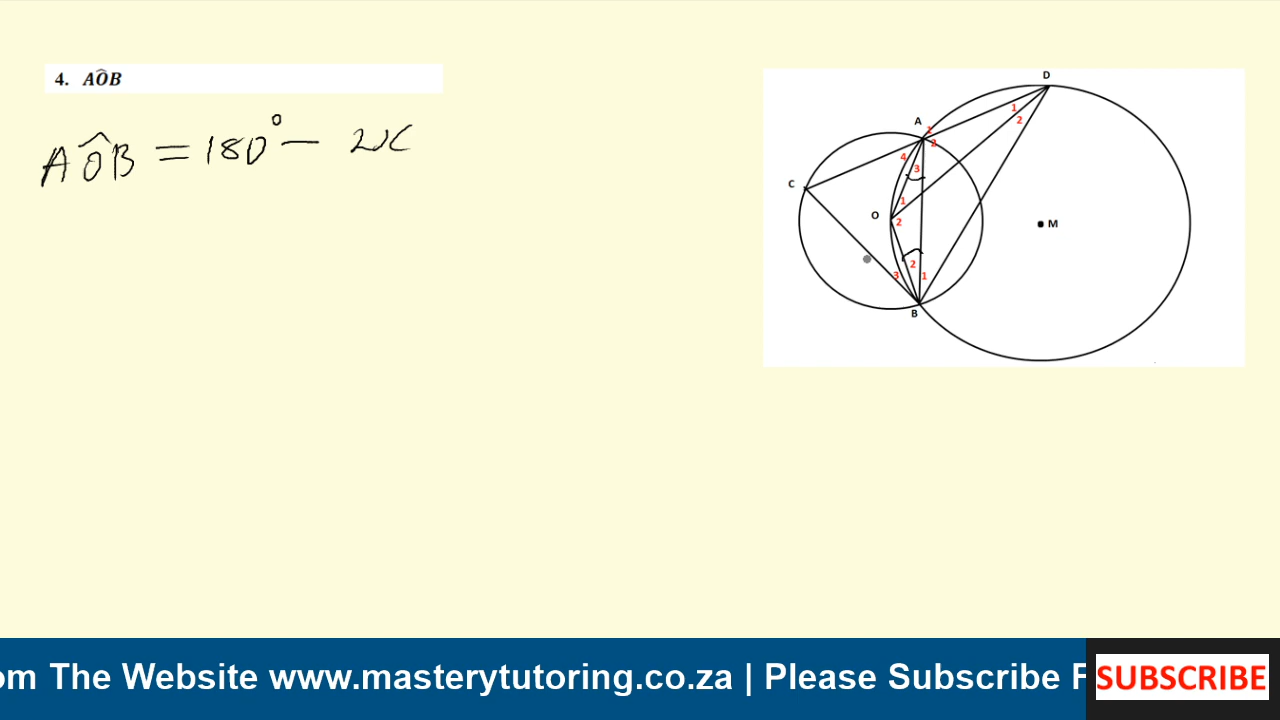 4. AÔB
AÔB = 180° - 2x
D
A
1
2
1
2
4
3
C
O
1
2
M
2
3
1
B
om The Website www.masterytutoring.co.za | Please Subscribe F
SUBSCRIBE